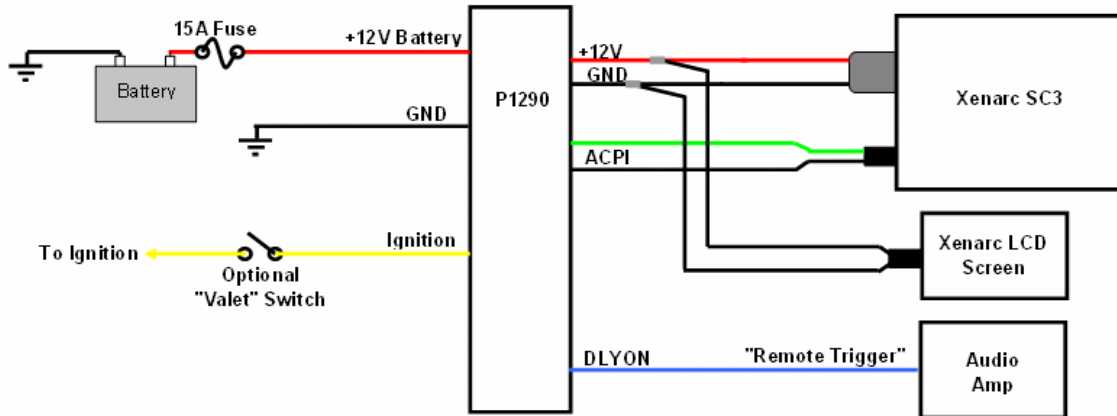 15A Fuse
+12V Battery
Battery
GND
To Ignition
Ignition
Optional
"Valet" Switch
P1290
+12V
GND
ACPI
DLYON
"Remote Trigger"
Xenarc SC3
Xenarc LCD
Screen
Audio
Amp